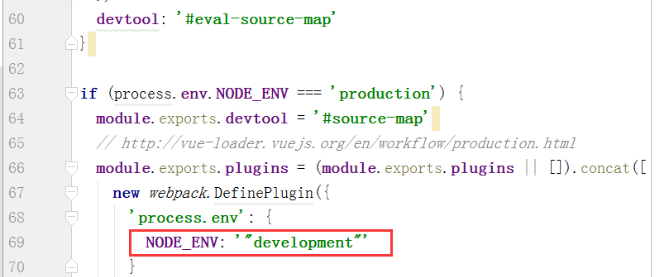 60 devtool: '#eval-source-map'
61 }
62
63 if (process.env.NODE_ENV === 'production') {
64 module.exports.devtool = '#source-map'
65 // http://vue-loader.vuejs.org/en/workflow/production.html
66 module.exports.plugins = (module.exports.plugins || []).concat([
67 new webpack.DefinePlugin({
68 'process.env': {
69 NODE_ENV: '"development"'
70 }